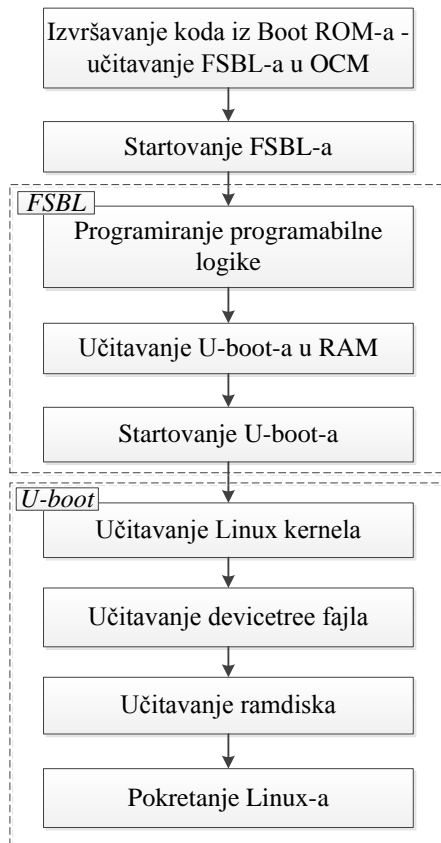 Izvršavanje koda iz Boot ROM-a -
učitavanje FSBL-a u OCM
Startovanje FSBL-a
FSBL
Programiranje programabilne
logike
Učitavanje U-boot-a u RAM
Startovanje U-boot-a
U-boot
Učitavanje Linux kernela
Učitavanje devicetree fajla
Učitavanje ramdiska
Pokretanje Linux-a